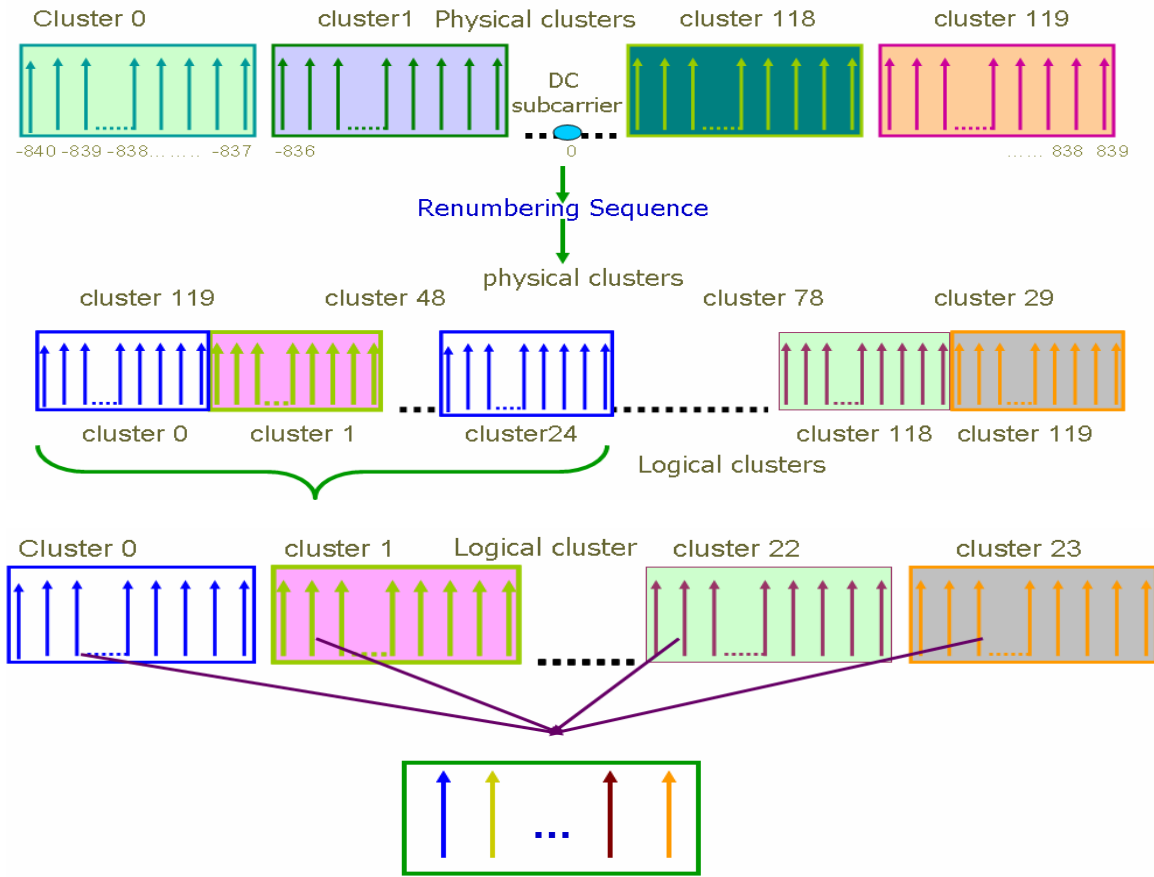 Cluster 0 cluster1 Physical clusters cluster 118 cluster 119
DC
subcarrier
-840 -839 -838... ... .. -837 -836 0 ... ... 838 839
Renumbering Sequence
physical clusters
cluster 119 cluster 48 cluster 78 cluster 29
cluster 0 cluster 1 cluster24 cluster 118 cluster 119
Logical clusters
Cluster 0 cluster 1 Logical cluster cluster 22 cluster 23
...